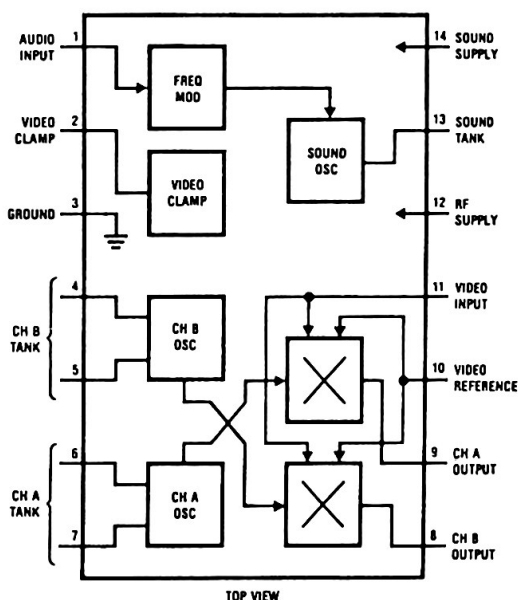 AUDIO
INPUT
1
14
SOUND
SUPPLY
FREQ
MOD
VIDEO
CLAMP
2
13
SOUND
TANK
SOUND
OSC
VIDEO
CLAMP
GROUND
3
12
RF
SUPPLY
4
11
VIDEO
INPUT
CH B
TANK
CH B
OSC
5
10
VIDEO
REFERENCE
6
9
CH A
OUTPUT
CH A
TANK
CH A
OSC
7
8
CH B
OUTPUT
TOP VIEW